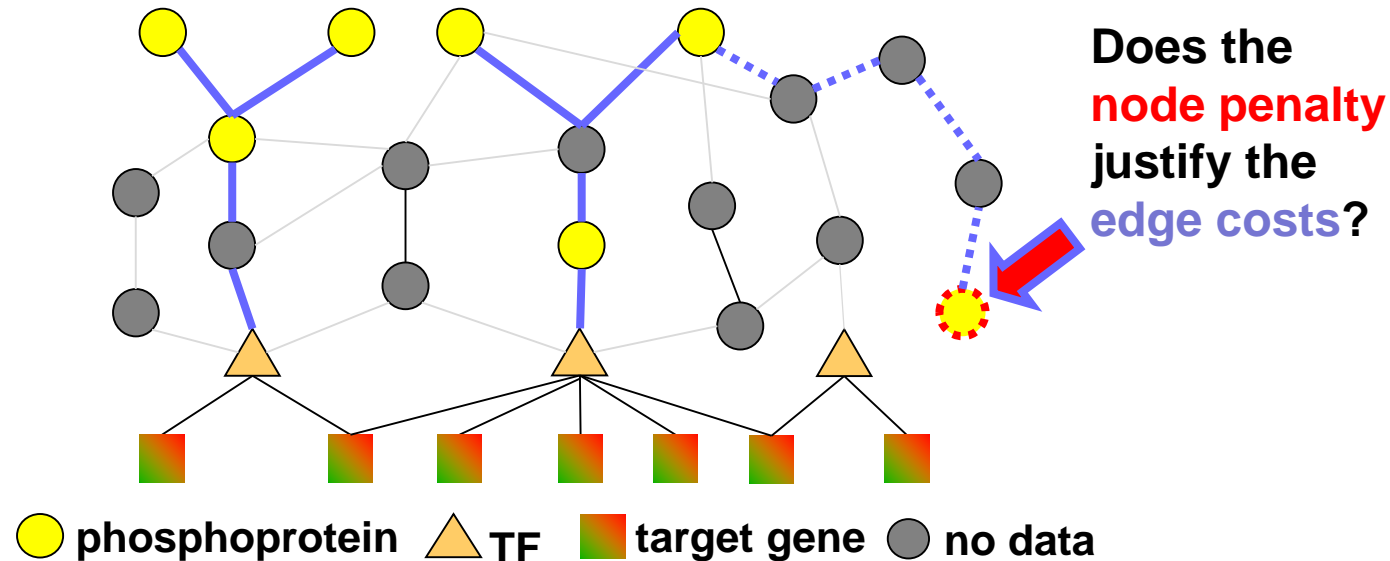 Does the
node penalty
justify the
edge costs?
phosphoprotein TF target gene no data